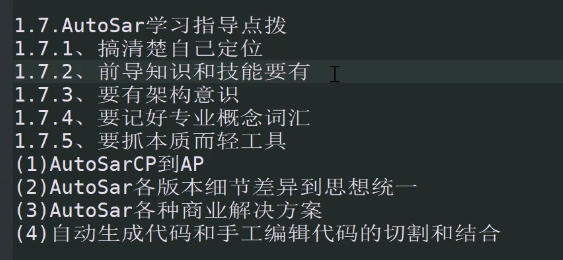 1.7.AutoSar学习指导点拨
1.7.1、搞清楚自己定位
1.7.2、前导知识和技能要有
1.7.3、要有架构意识
1.7.4、要记好专业概念词汇
1.7.5、要抓本质而轻工具
(1)AutoSarCP到AP
(2)AutoSar各版本细节差异到思想统一
(3)AutoSar各种商业解决方案
(4)自动生成代码和手工编辑代码的切割和结合